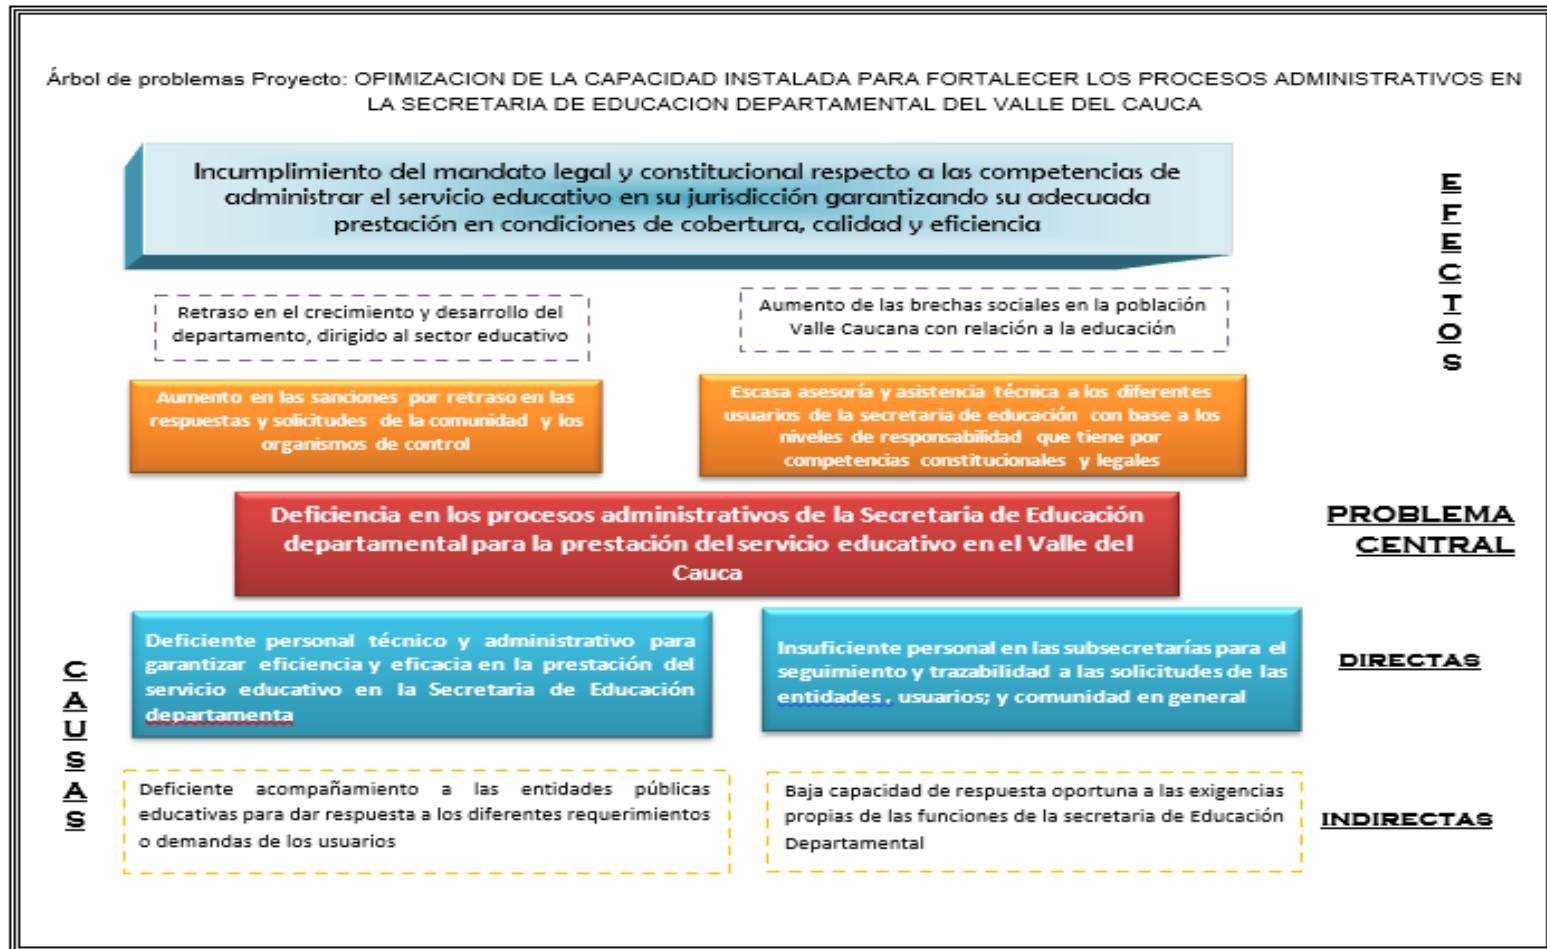 Árbol de problemas Proyecto: OPIMIZACION DE LA CAPACIDAD INSTALADA PARA FORTALECER LOS PROCESOS ADMINISTRATIVOS EN
LA SECRETARIA DE EDUCACION DEPARTAMENTAL DEL VALLE DEL CAUCA
Incumplimiento del mandato legal y constitucional respecto a las competencias de
administrar el servicio educativo en su jurisdicción garantizando su adecuada
prestación en condiciones de cobertura, calidad y eficiencia
EFECTOS
Retraso en el crecimiento y desarrollo del
departamento, dirigido al sector educativo
Aumento de las brechas sociales en la población
Valle Caucana con relación a la educación
Aumento en las sanciones por retraso en las
respuestas y solicitudes de la comunidad y los
organismos de control
Escasa asesoría y asistencia técnica a los diferentes
usuarios de la secretaria de educación con base a los
niveles de responsabilidad que tiene por
competencias constitucionales y legales
Deficiencia en los procesos administrativos de la Secretaria de Educación
departamental para la prestación del servicio educativo en el Valle del
Cauca
PROBLEMA
CENTRAL
CAUSAS
Deficiente personal técnico y administrativo para
garantizar eficiencia y eficacia en la prestación del
servicio educativo en la Secretaria de Educación
departamenta
Insuficiente personal en las subsecretarías para el
seguimiento y trazabilidad a las solicitudes de las
entidades , usuarios; y comunidad en general
DIRECTAS
Deficiente acompañamiento a las entidades públicas
educativas para dar respuesta a los diferentes requerimientos
o demandas de los usuarios
Baja capacidad de respuesta oportuna a las exigencias
propias de las funciones de la secretaria de Educación
Departamental
INDIRECTAS